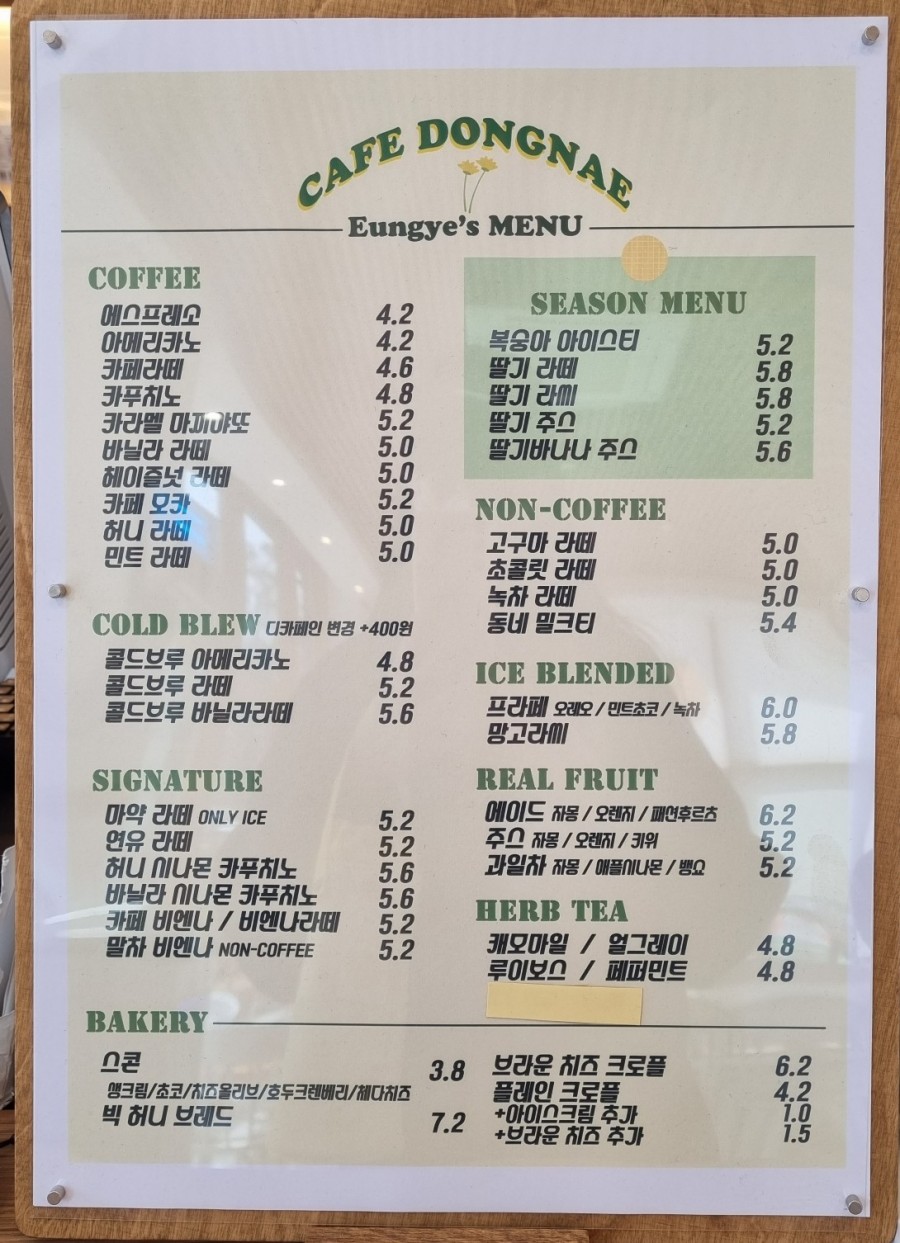 CAFE DONGNAE
Eungye's MENU
COFFEE
에스프레소 4.2
아메리카노 4.2
카페라떼 4.6
카푸치노 4.8
카라멜 마끼야또 5.2
바닐라 라떼 5.0
헤이즐넛 라떼 5.0
카페 모카 5.2
허니 라떼 5.0
민트 라떼 5.0
COLD BLEW 디카페인 변경 +400원
콜드브루 아메리카노 4.8
콜드브루 라떼 5.2
콜드브루 바닐라라떼 5.6
SIGNATURE
마약 라떼 ONLY ICE 5.2
연유 라떼 5.2
허니 시나몬 카푸치노 5.6
바닐라 시나몬 카푸치노 5.6
카페 비엔나 / 비엔나라떼 5.2
말차 비엔나 NON-COFFEE 5.2
SEASON MENU
복숭아 아이스티 5.2
딸기 라떼 5.8
딸기 라씨 5.8
딸기 주스 5.2
딸기바나나 주스 5.6
NON-COFFEE
고구마 라떼 5.0
초콜릿 라떼 5.0
녹차 라떼 5.0
동네 밀크티 5.4
ICE BLENDED
프라페 오레오 / 민트초코 / 녹차 6.0
망고라씨 5.8
REAL FRUIT
에이드 자몽 / 오렌지 / 패션후르츠 6.2
주스 자몽 / 오렌지 / 키위 5.2
과일차 자몽 / 애플시나몬 / 뱅쇼 5.2
HERB TEA
캐모마일 / 얼그레이 4.8
루이보스 / 페퍼민트 4.8
BAKERY
스콘 3.8
생크림/초코/치즈올리브/호두크렌베리/체다치즈
빅 허니 브레드 7.2
브라운 치즈 크로플 6.2
플레인 크로플 4.2
+아이스크림 추가 1.0
+브라운 치즈 추가 1.5